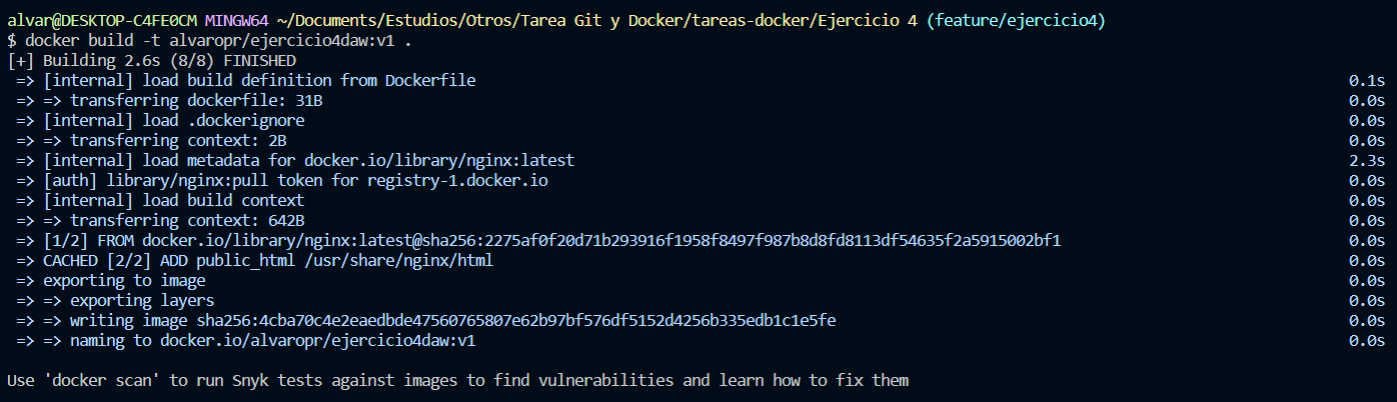 alvar@DESKTOP-C4FE0CM MINGW64 ~/Documents/Estudios/Otros/Tarea Git y Docker/tareas-docker/Ejercicio 4 (feature/ejercicio4)
$ docker build -t alvaropr/ejercicio4daw:v1 .
[+] Building 2.6s (8/8) FINISHED
=> [internal] load build definition from Dockerfile 0.1s
=> => transferring dockerfile: 31B 0.0s
=> [internal] load .dockerignore 0.0s
=> => transferring context: 2B 0.0s
=> [internal] load metadata for docker.io/library/nginx:latest 2.3s
=> [auth] library/nginx:pull token for registry-1.docker.io 0.0s
=> [internal] load build context 0.0s
=> => transferring context: 642B 0.0s
=> [1/2] FROM docker.io/library/nginx:latest@sha256:2275af0f20d71b293916f1958f8497f987b8d8fd8113df54635f2a5915002bf1 0.0s
=> CACHED [2/2] ADD public_html /usr/share/nginx/html 0.0s
=> exporting to image 0.0s
=> => exporting layers 0.0s
=> => writing image sha256:4cba70c4e2eaedbde47560765807e62b97bf576df5152d4256b335edb1c1e5fe 0.0s
=> => naming to docker.io/alvaropr/ejercicio4daw:v1 0.0s
Use 'docker scan' to run Snyk tests against images to find vulnerabilities and learn how to fix them